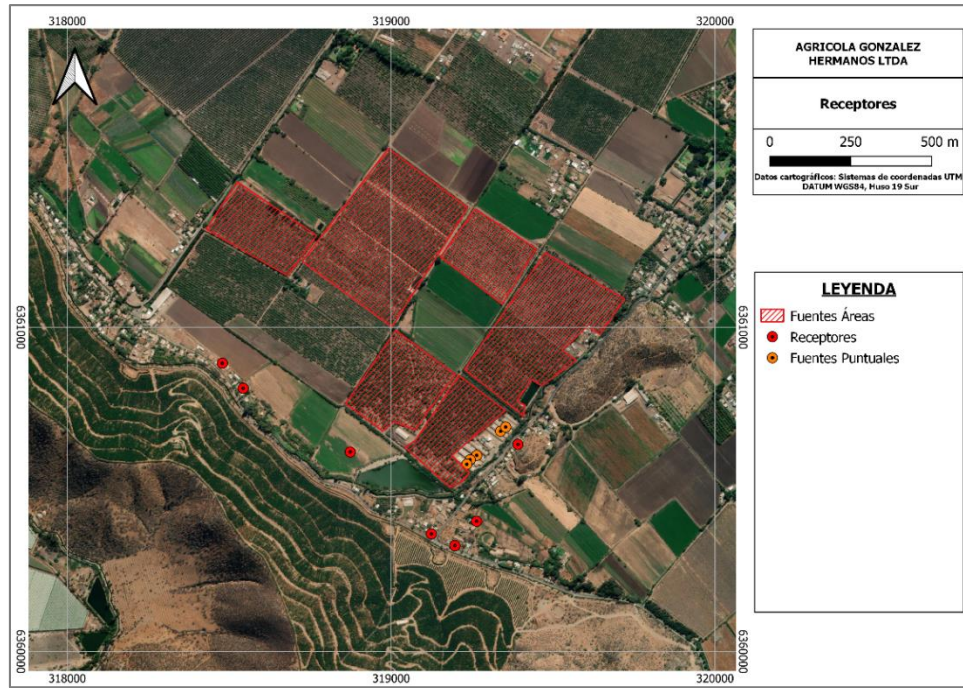 318000
319000
320000
AGRICOLA GONZALEZ
HERMANOS LTDA
Receptores
0 250 500 m
Datos cartográficos: Sistemas de coordenadas UTM
DATUM WGS84, Huso 19 Sur
6361000
6361000
LEYENDA
Fuentes Áreas
Receptores
Fuentes Puntuales
6360000
6360000
318000
319000
320000